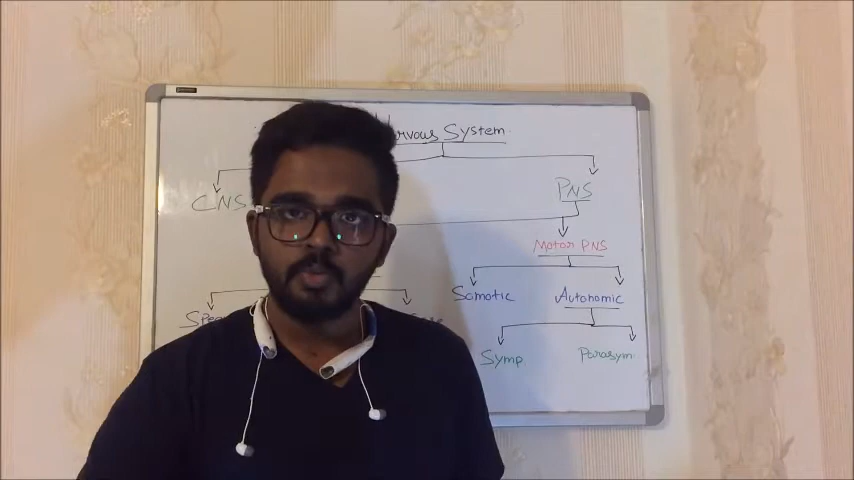 Nervous System
CNS
PNS
Motor PNS
Somatic
Autonomic
Symp
Parasym